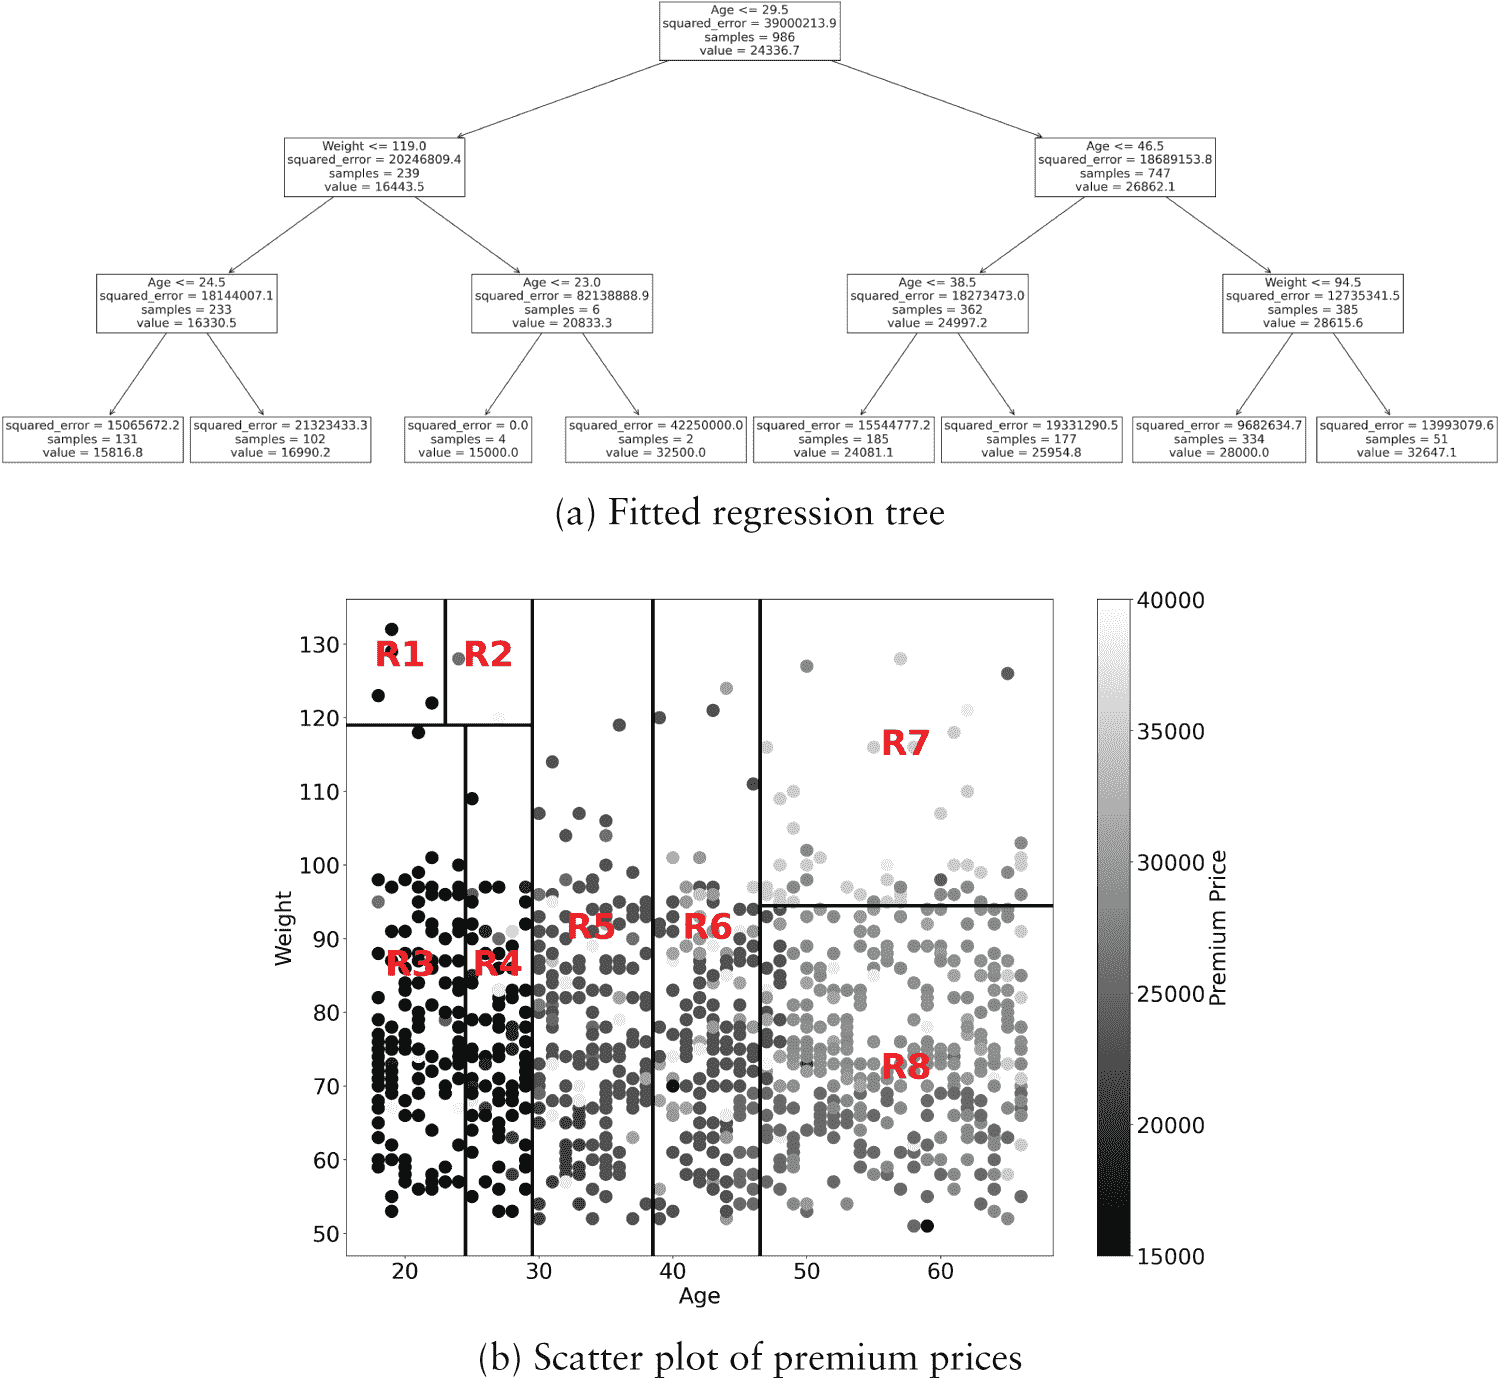 Age <= 29.5
squared_error = 39000213.9
samples = 986
value = 24336.7
Weight <= 119.0
squared_error = 20246809.4
samples = 239
value = 16443.5
Age <= 46.5
squared_error = 18689153.8
samples = 747
value = 26862.1
Age <= 24.5
squared_error = 18144007.1
samples = 233
value = 16330.5
Age <= 23.0
squared_error = 82138888.9
samples = 6
value = 20833.3
Age <= 38.5
squared_error = 18273473.0
samples = 362
value = 24997.2
Weight <= 94.5
squared_error = 12735341.5
samples = 385
value = 28615.6
squared_error = 15065672.2
samples = 131
value = 15816.8
squared_error = 21323433.3
samples = 102
value = 16990.2
squared_error = 0.0
samples = 4
value = 15000.0
squared_error = 42250000.0
samples = 2
value = 32500.0
squared_error = 15544777.2
samples = 185
value = 24081.1
squared_error = 19331290.5
samples = 177
value = 25954.8
squared_error = 9682634.7
samples = 334
value = 28000.0
squared_error = 13993079.6
samples = 51
value = 32647.1
(a) Fitted regression tree
130
120
110
100
90
80
70
60
50
Weight
R1
R2
R7
R5
R6
R3
R4
R8
20
30
40
50
60
Age
40000
35000
30000
25000
20000
15000
Premium Price
(b) Scatter plot of premium prices